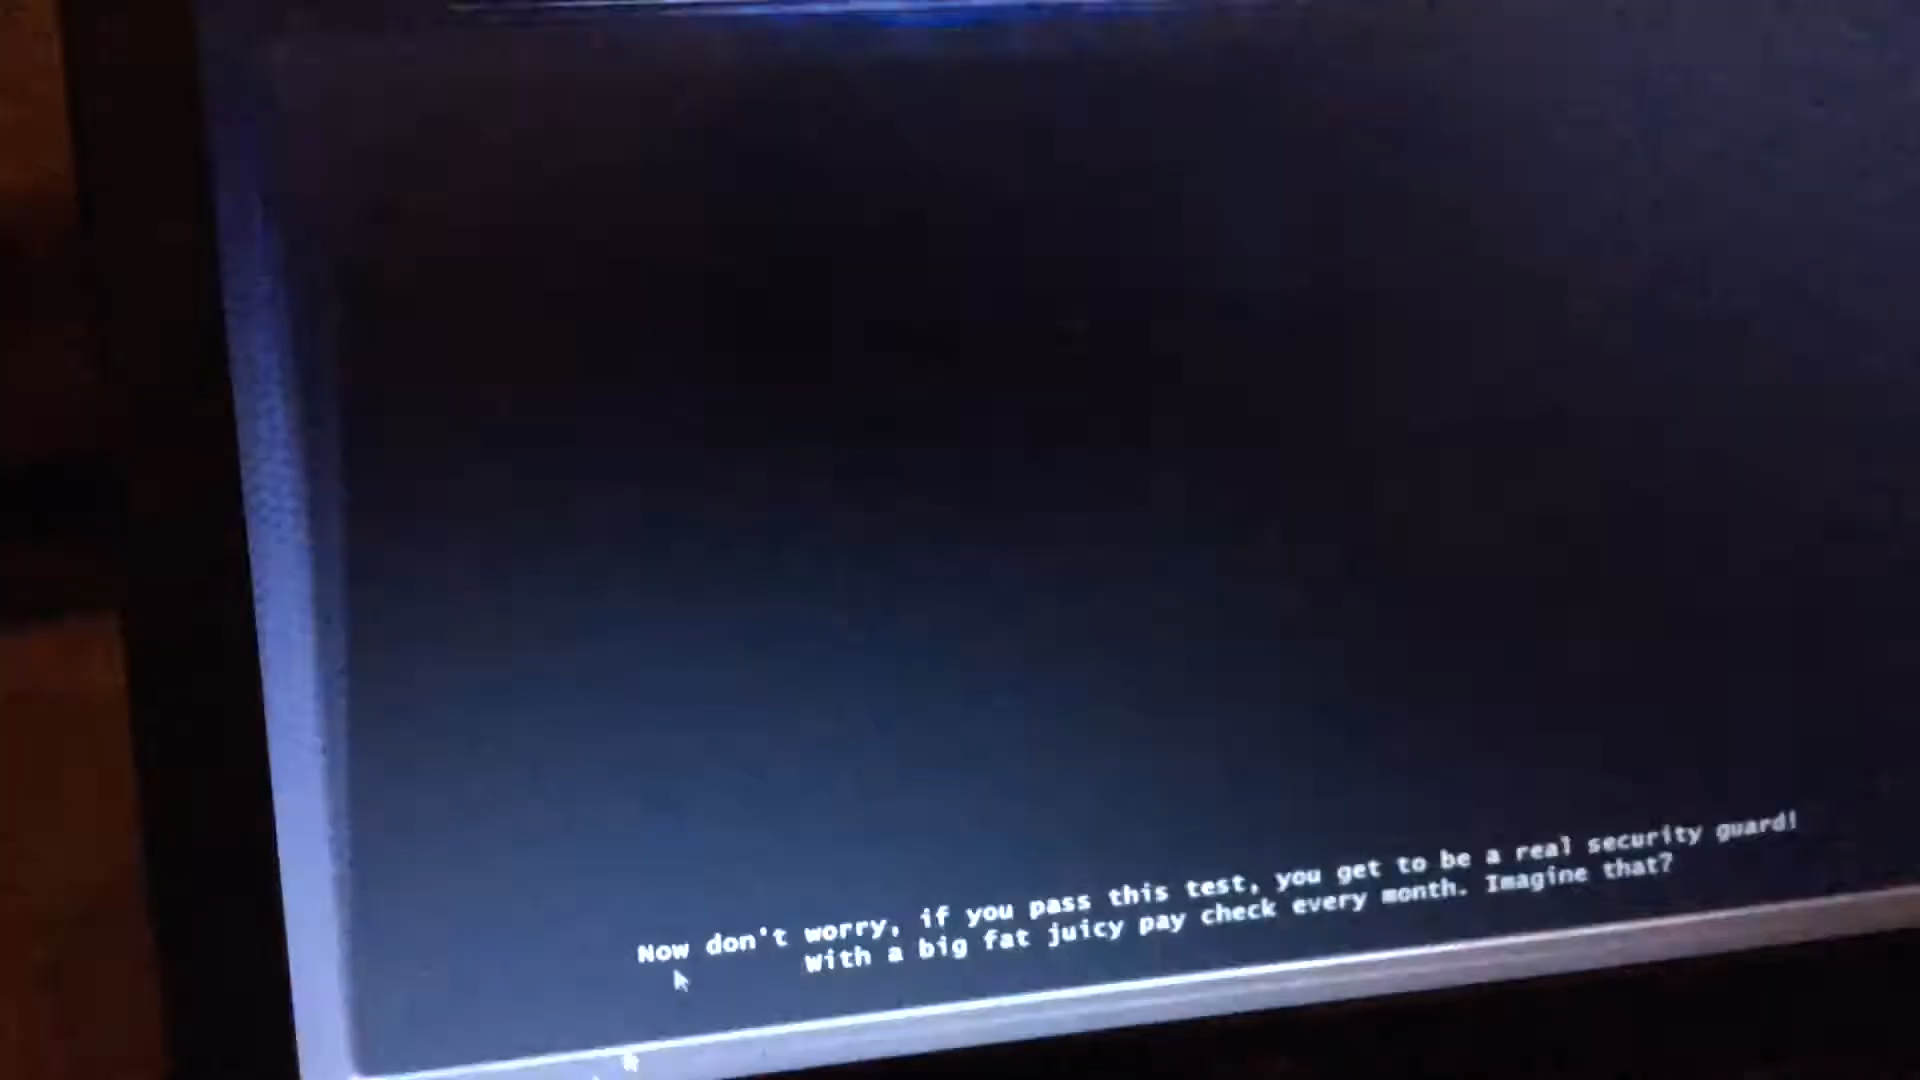 Now don't worry, if you pass this test, you get to be a real security guard!
With a big fat juicy pay check every month. Imagine that?